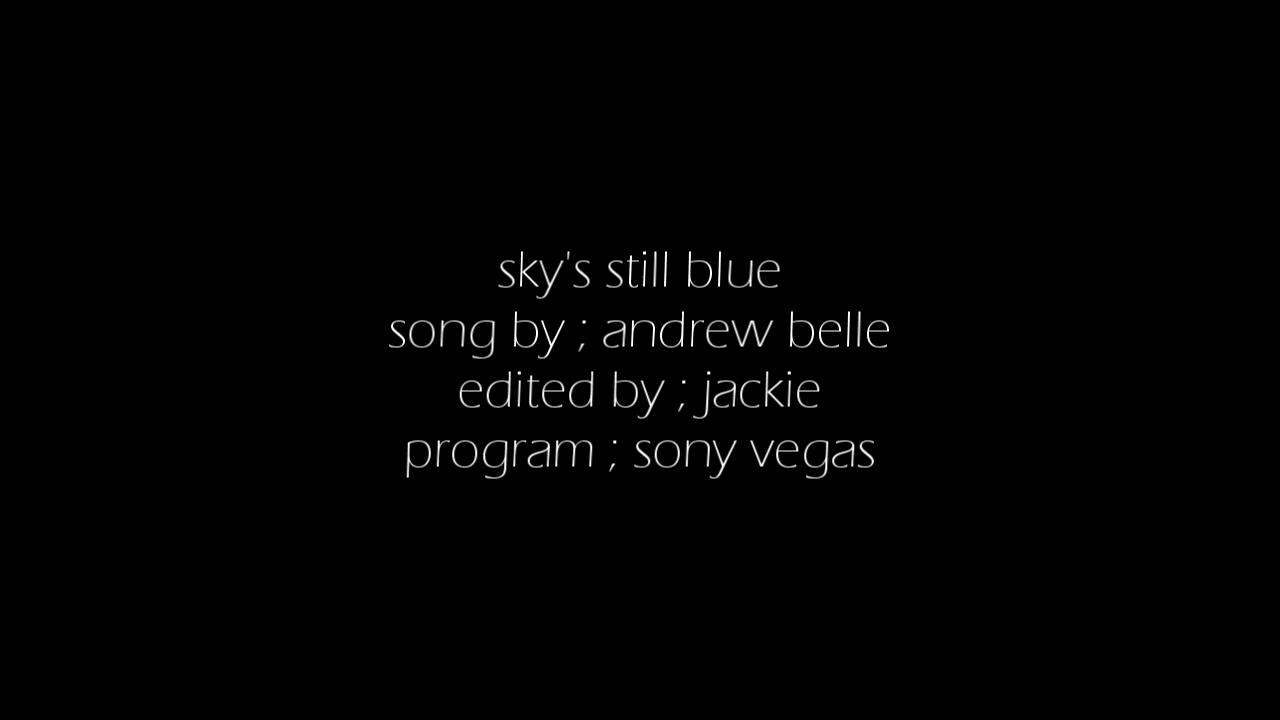 sky's still blue
song by ; andrew belle
edited by ; jackie
program ; sony vegas